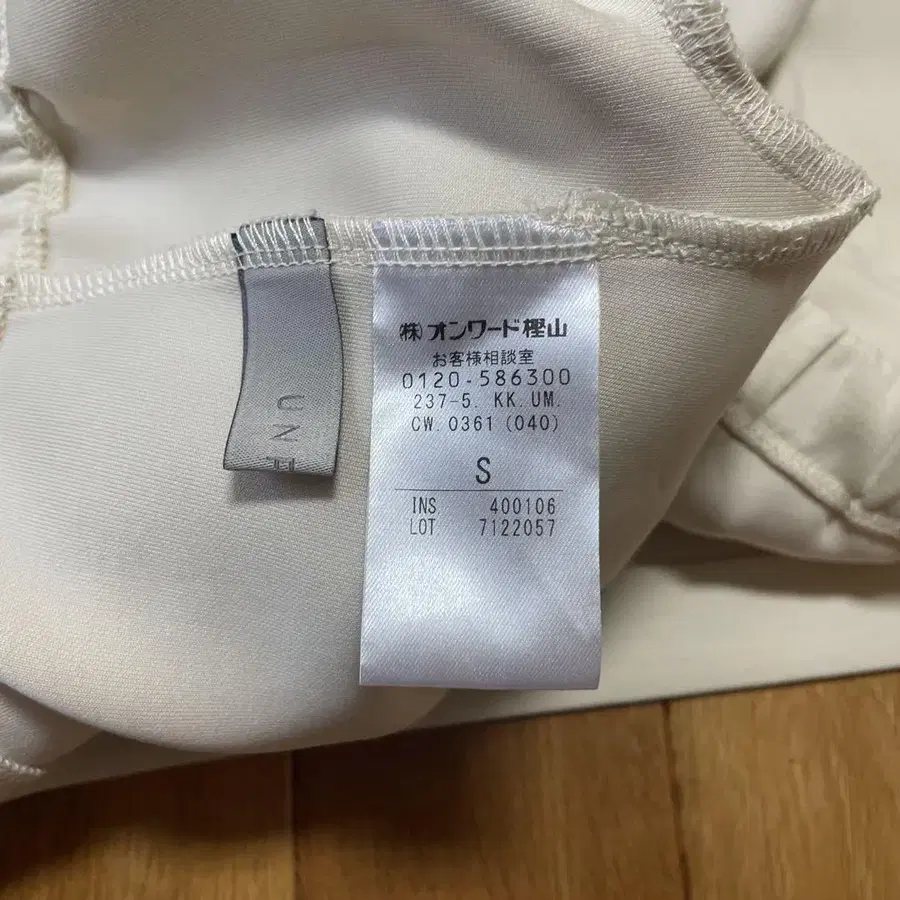 ㈱オンワード樫山
お客様相談室
0120-586300
237-5. KK. UM.
CW. 0361 (040)
S
INS 400106
LOT 7122057
UN